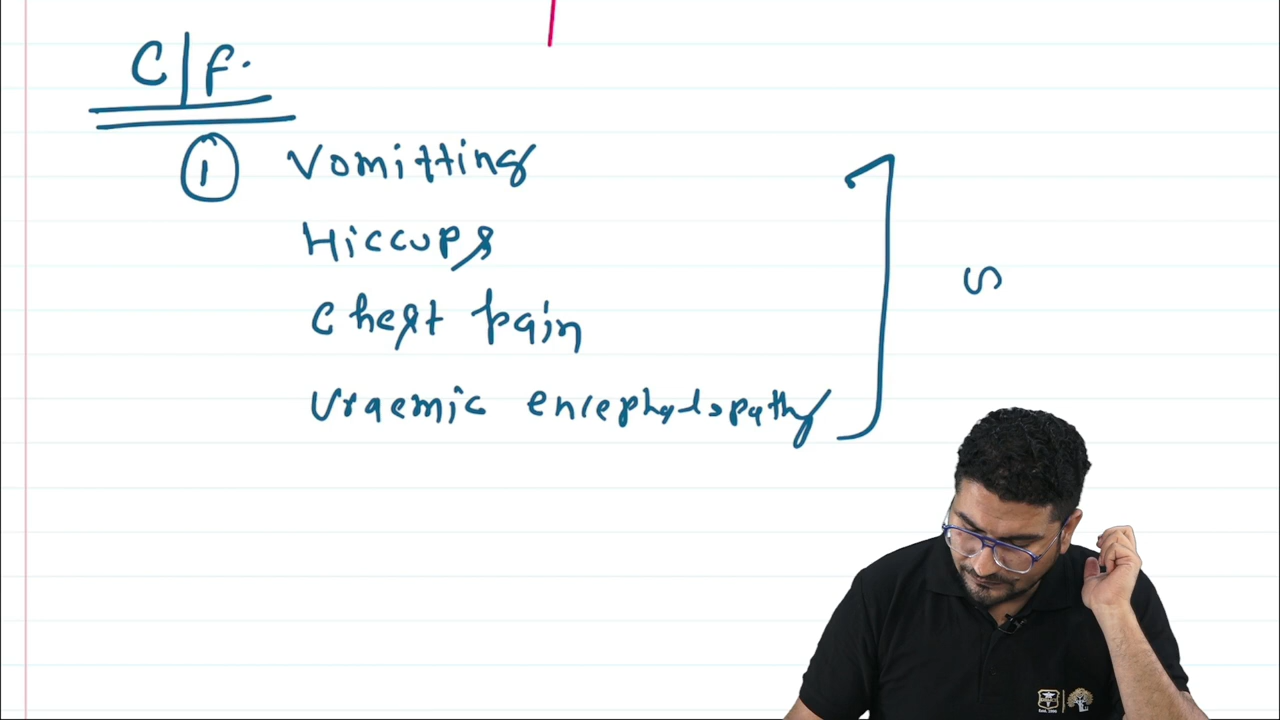 C|F.
① Vomitting
Hiccups
chest pain
Uraemic encephalopathy
S